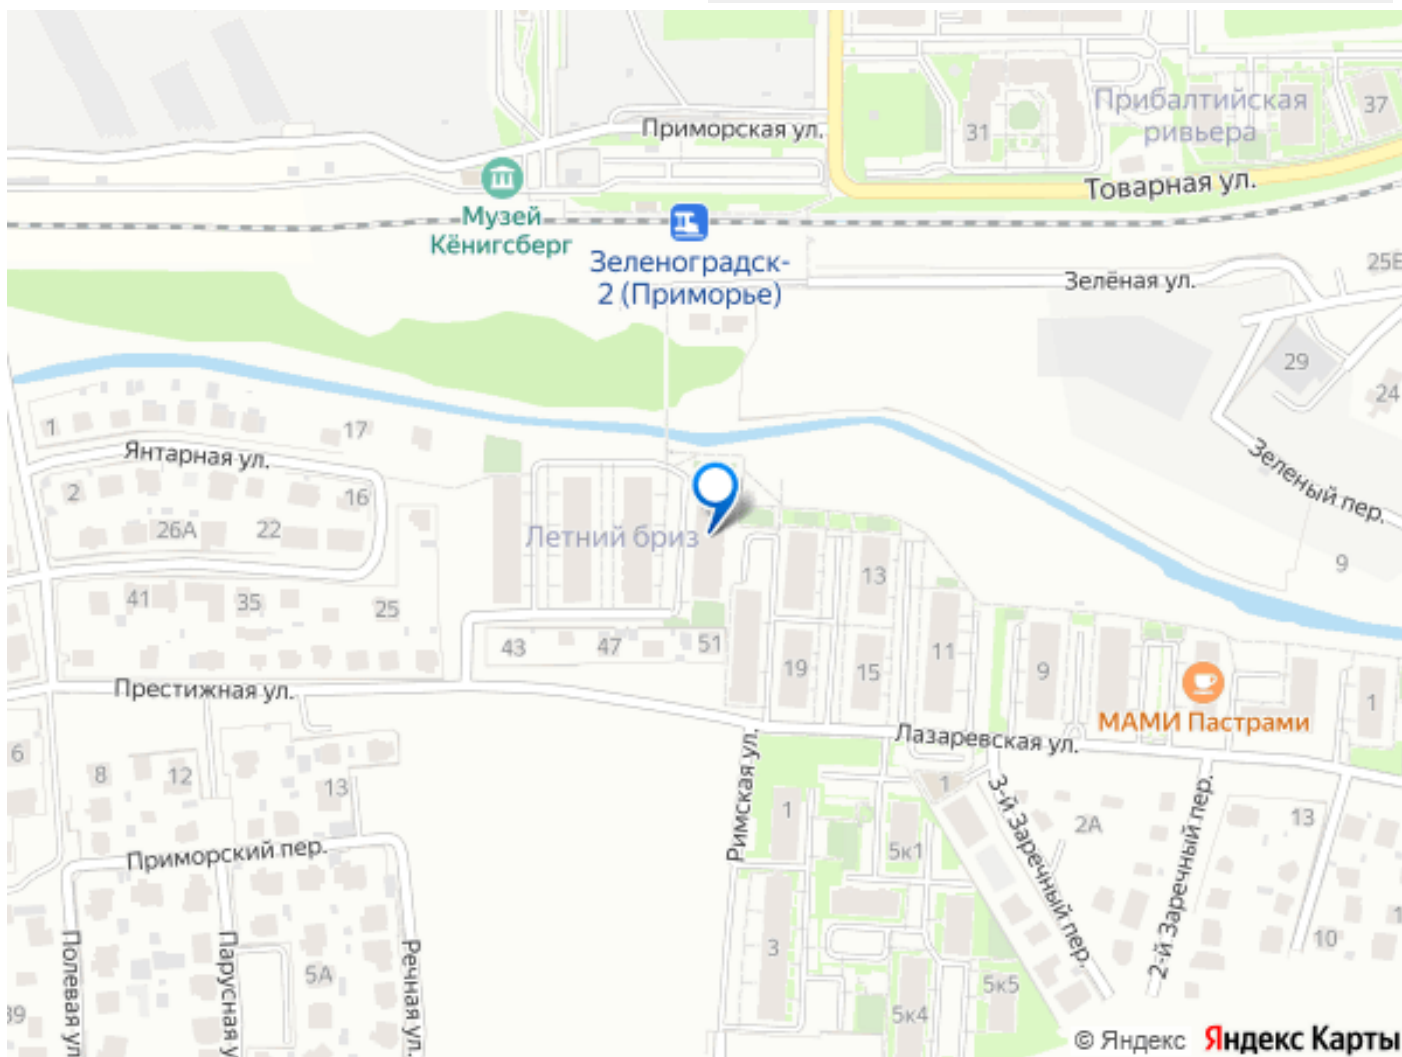 Приморская ул.
31
Прибалтийская
ривьера
37
Товарная ул.
Музей
Кёнигсберг
Зеленоградск-
2 (Приморье)
Зелёная ул.
25Б
29
24
1
17
Янтарная ул.
2
16
26А
22
Зеленый пер.
Летний бриз
9
13
41
35
25
43
47
51
19
15
11
9
1
Престижная ул.
МАМИ Пастрами
Лазаревская ул.
6
8
12
13
Римская ул.
1
1
3-й Заречный пер.
2А
2-й Заречный пер.
13
5к1
Приморский пер.
3
10
1
Полевая ул.
Парусная у
5А
Речная ул.
5к5
5к4
39
© Яндекс Яндекс Карты